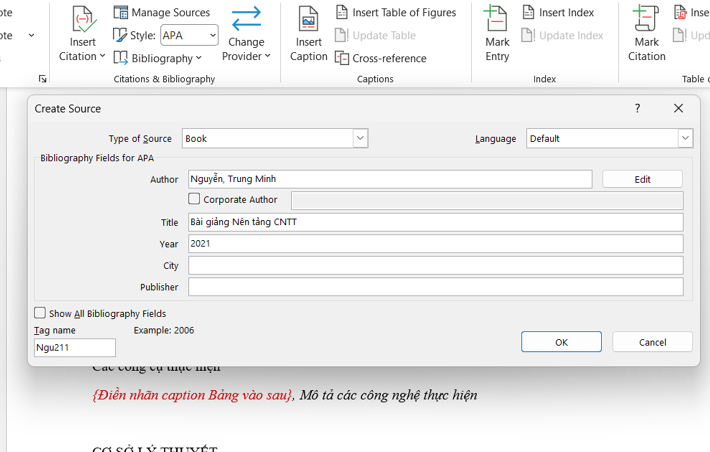 ote Manage Sources Insert Table of Figures Insert Index Inse
ote Style: APA Update Table Update Index Upd
s Insert Citation Bibliography Change Provider Insert Caption Cross-reference Mark Entry Mark Citation
Citations & Bibliography Captions Index Table o
Create Source ?
Type of Source Book Language Default
Bibliography Fields for APA
Author Nguyễn, Trung Minh Edit
Corporate Author
Title Bài giảng Nên tảng CNTT
Year 2021
City
Publisher
Show All Bibliography Fields
Tag name Example: 2006
Ngu211 OK Cancel
Các công cụ thực hiện
{Điền nhãn caption Bảng vào sau}, Mô tả các công nghệ thực hiện
CƠ SỞ LÝ THUYẾT